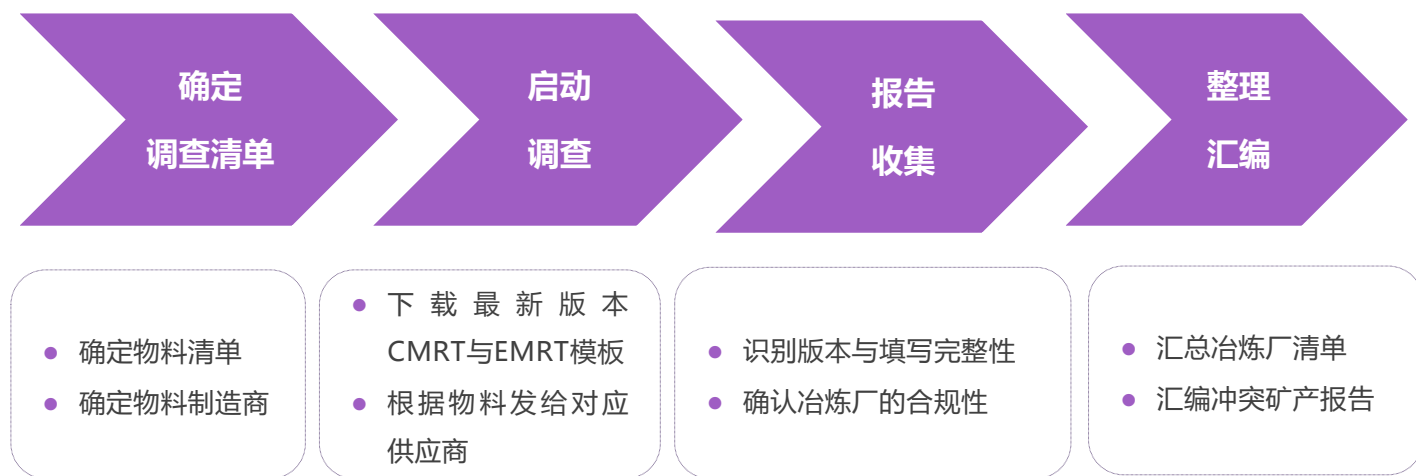 确定
调查清单
启动
调查
报告
收集
整理
汇编
● 确定物料清单
● 确定物料制造商
● 下载最新版本
CMRT与EMRT模板
● 根据物料发给对应
供应商
● 识别版本与填写完整性
● 确认冶炼厂的合规性
● 汇总冶炼厂清单
● 汇编冲突矿产报告